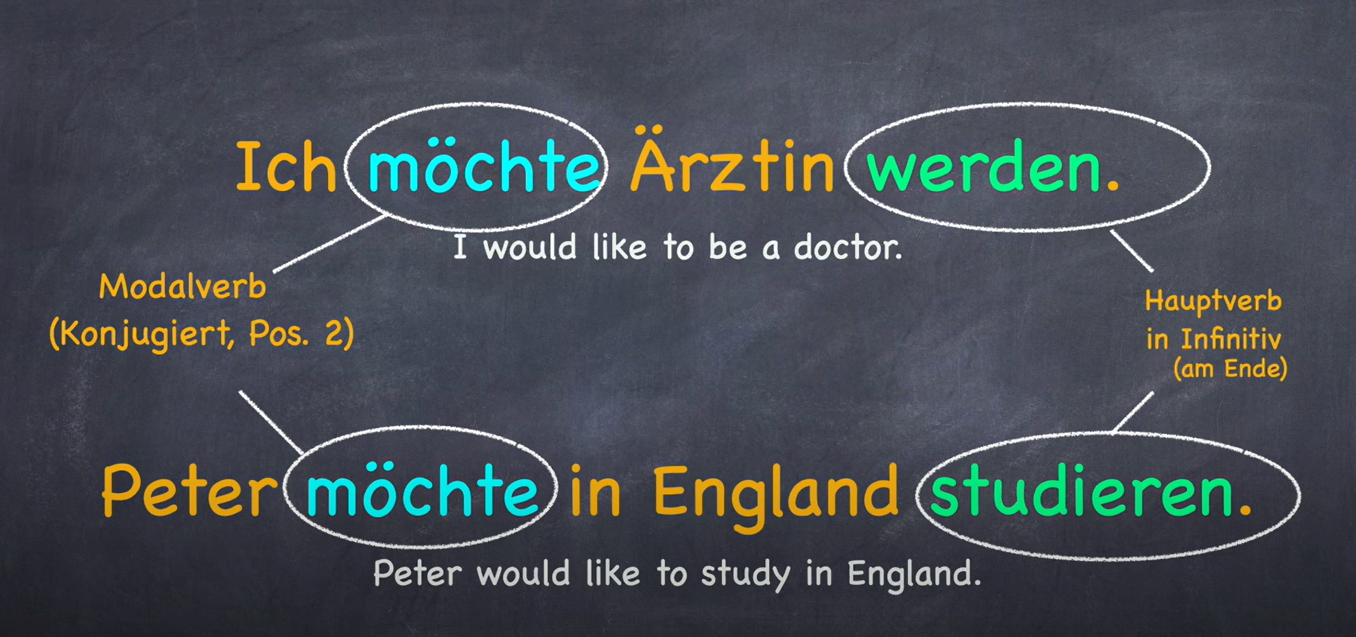 Ich möchte Ärztin werden.
I would like to be a doctor.
Modalverb
(Konjugiert, Pos. 2)
Hauptverb
in Infinitiv
(am Ende)
Peter möchte in England studieren.
Peter would like to study in England.